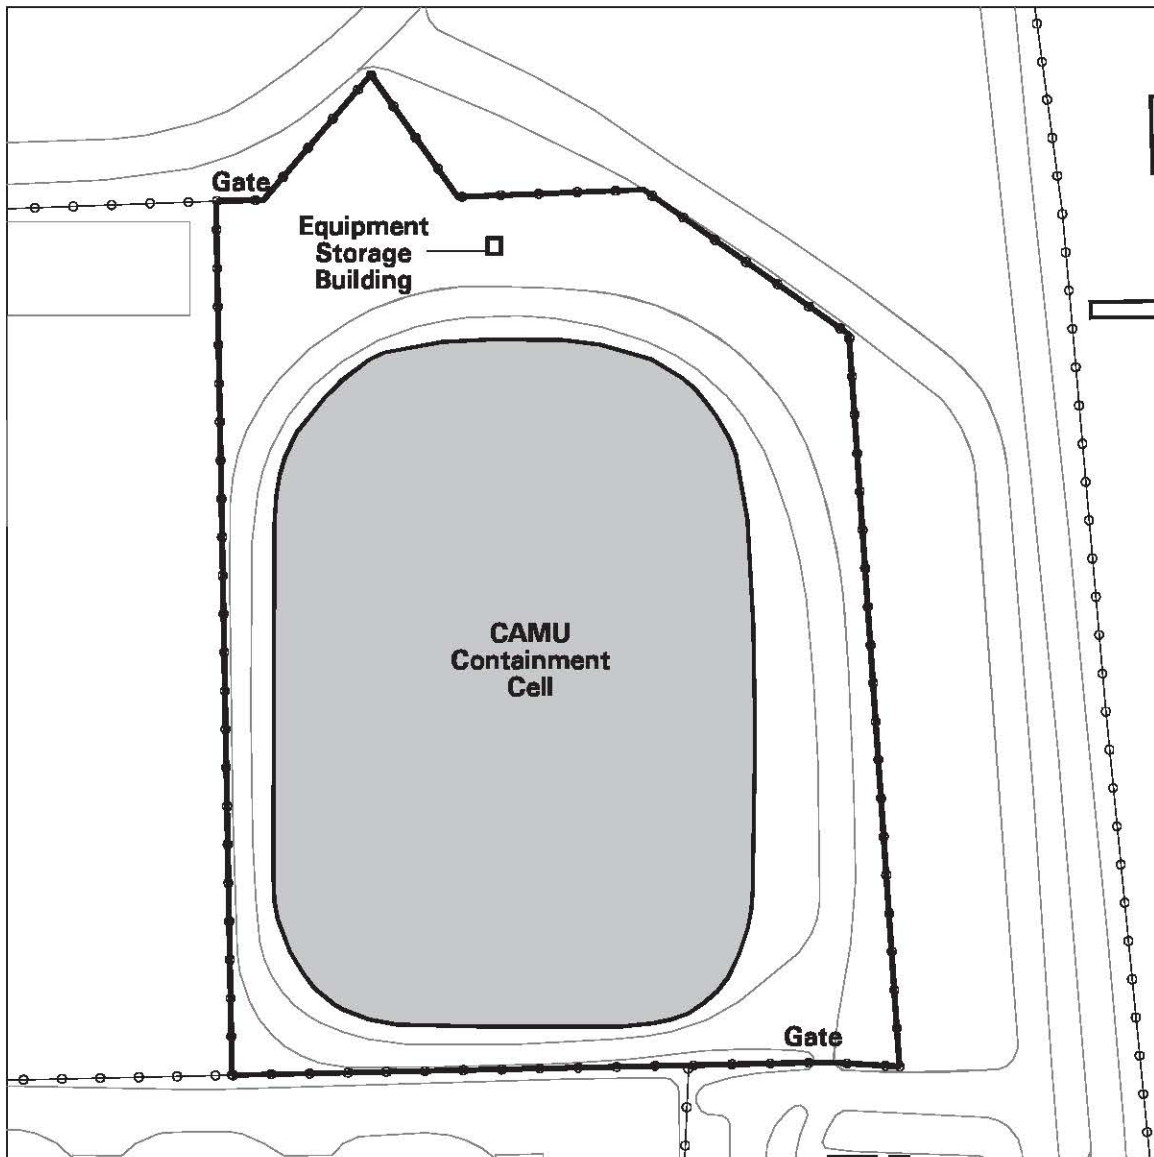 Gate
Equipment
Storage
Building
CAMU
Containment
Cell
Gate